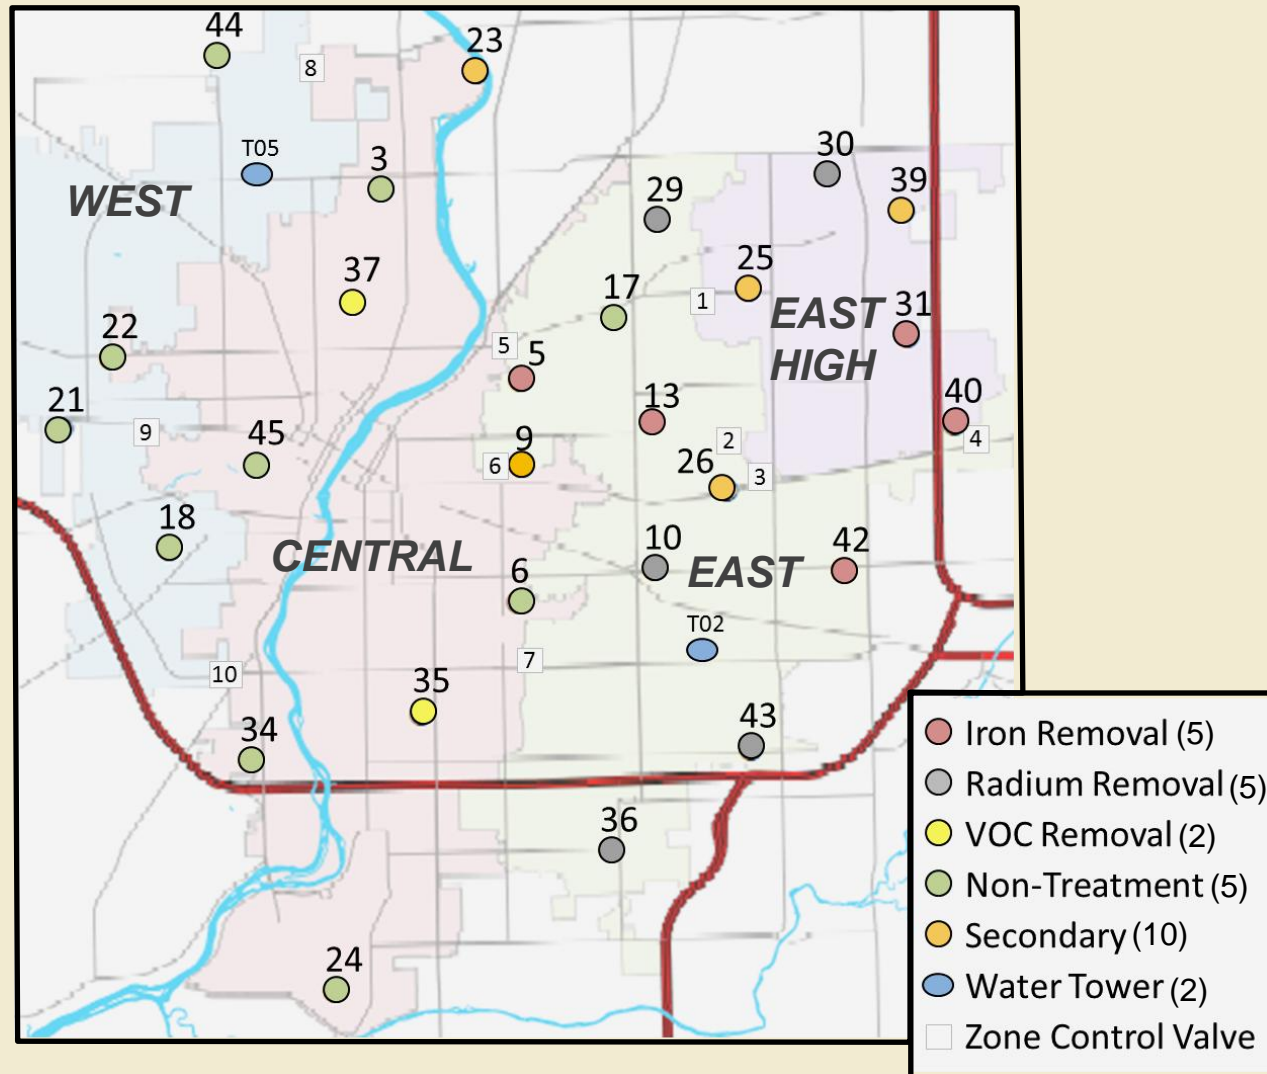 44
23
8
T05
3
30
WEST
29
39
37
25
17
1
EAST
HIGH
31
22
5
5
21
13
40
9
45
9
2
4
6
26
3
18
CENTRAL
10
EAST
42
6
T02
10
7
35
34
43
36
24
Iron Removal (5)
Radium Removal (5)
VOC Removal (2)
Non-Treatment (5)
Secondary (10)
Water Tower (2)
Zone Control Valve